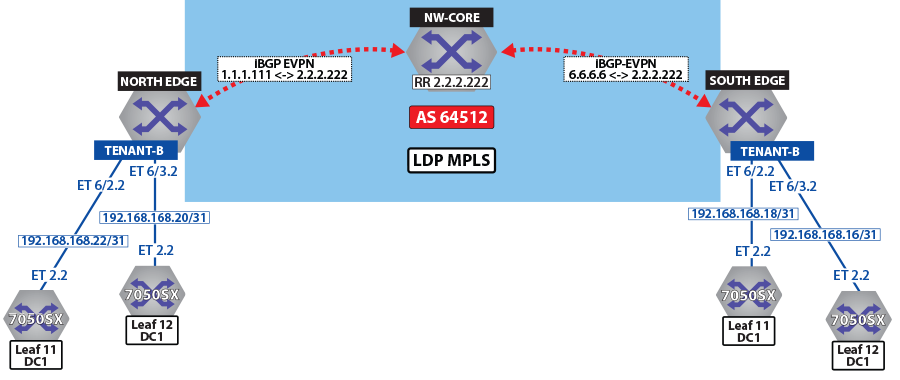 NW-CORE
iBGP EVPN
1.1.1.111 <-> 2.2.2.222
iBGP-EVPN
6.6.6.6 <-> 2.2.2.222
RR 2.2.2.222
NORTH EDGE
SOUTH EDGE
AS 64512
LDP MPLS
TENANT-B
TENANT-B
ET 6/2.2
ET 6/3.2
ET 6/2.2
ET 6/3.2
192.168.168.22/31
192.168.168.20/31
192.168.168.18/31
192.168.168.16/31
ET 2.2
ET 2.2
ET 2.2
ET 2.2
7050SX
7050SX
7050SX
7050SX
Leaf 11
DC1
Leaf 12
DC1
Leaf 11
DC1
Leaf 12
DC1